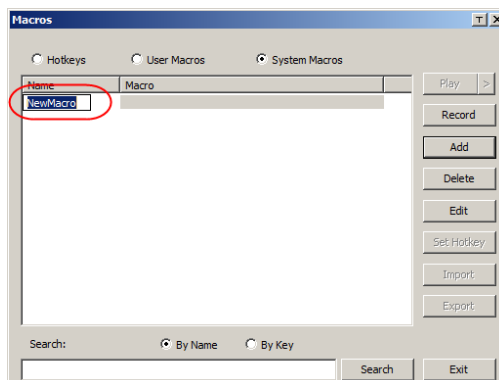 Macros
Hotkeys User Macros System Macros
Name Macro
NewMacro
Play >
Record
Add
Delete
Edit
Set Hotkey
Import
Export
Search: By Name By Key
Search Exit